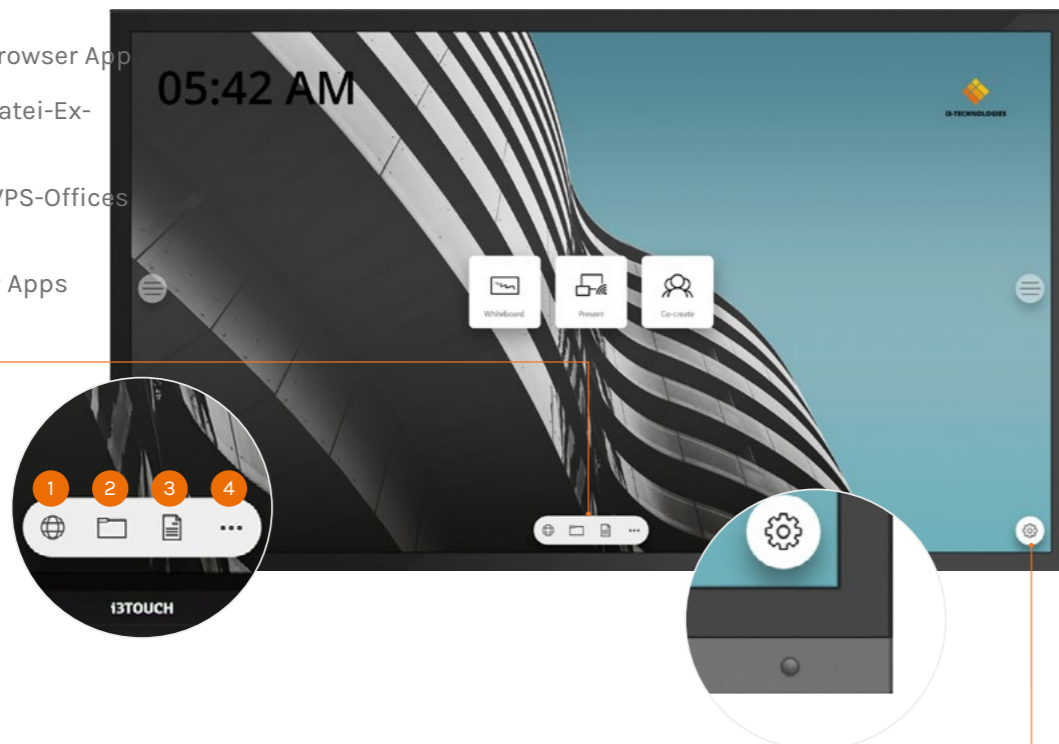 rowser App
05:42 AM
i3-TECHNOLOGIES
atei-Ex-
VPS-Offices
Apps
Whiteboard
Present
Co-create
1
2
3
4
i3TOUCH